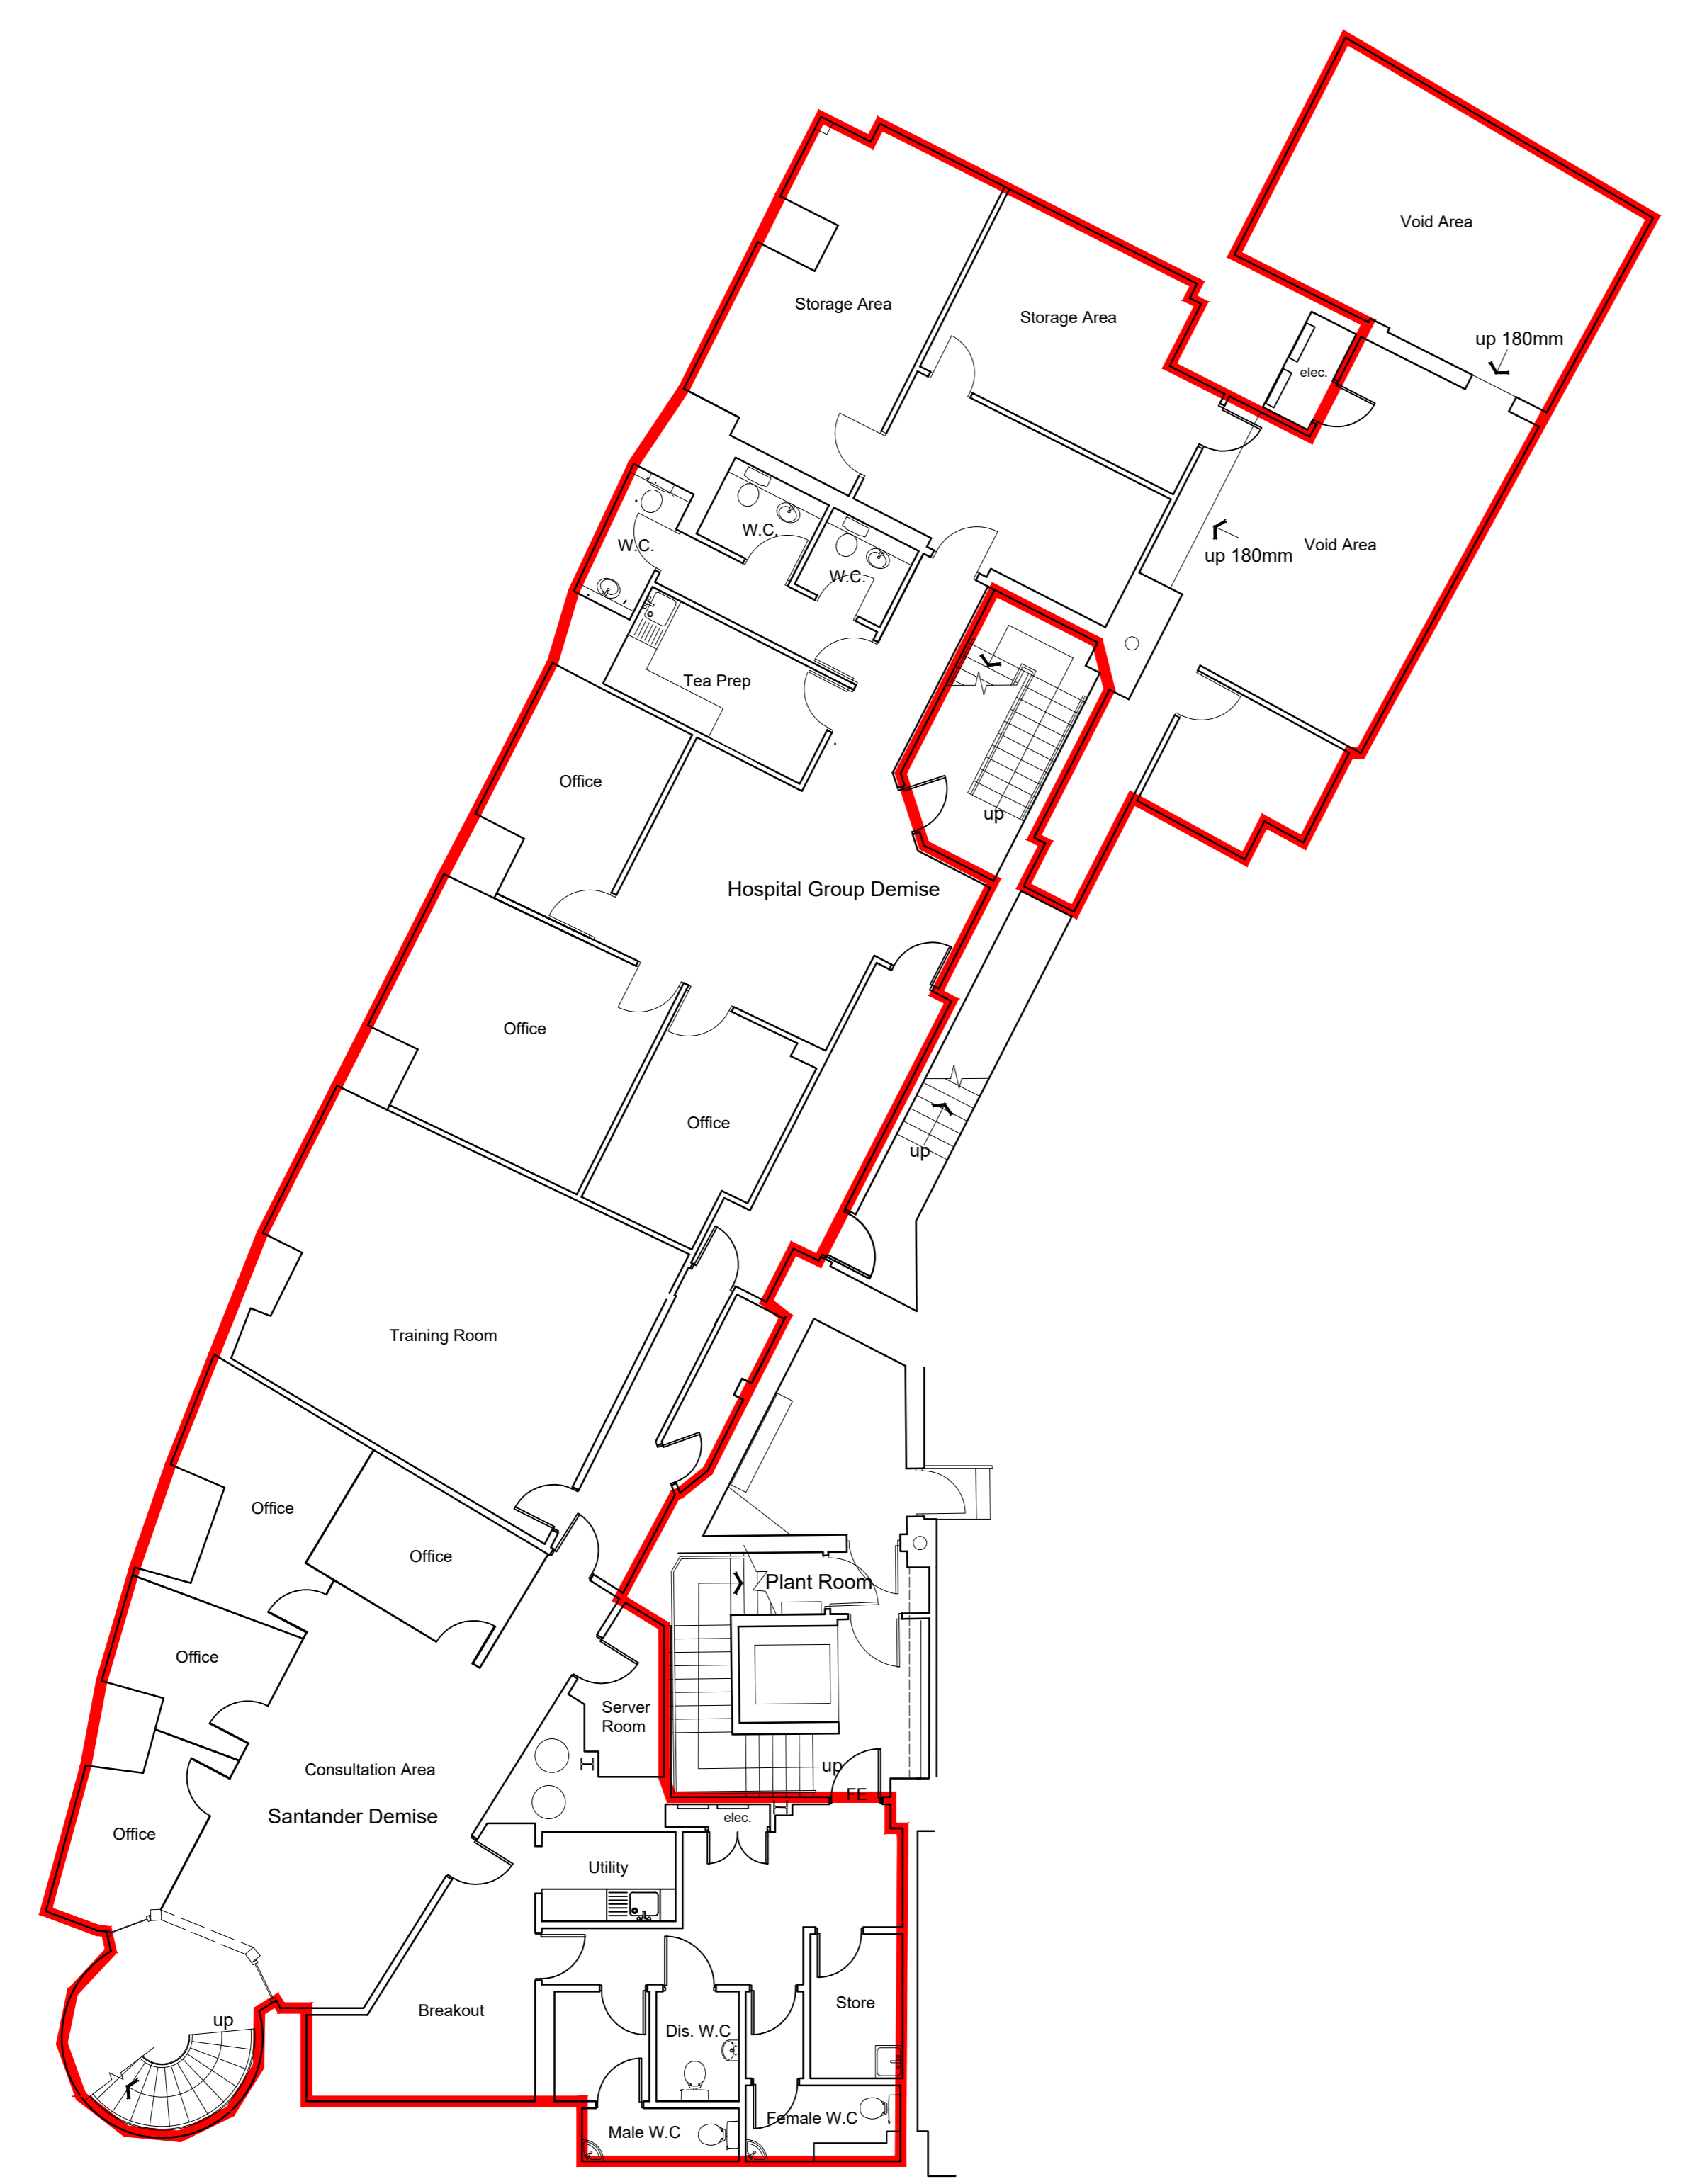 Void Area
Storage Area
Storage Area
up 180mm
elec.
W.C.
W.C.
W.C.
up 180mm
Void Area
Tea Prep
Office
up
Hospital Group Demise
Office
Office
up
Training Room
Office
Office
Plant Room
Office
Server
Room
Consultation Area
up
FE
Santander Demise
elec.
Office
Utility
Store
Breakout
up
Dis. W.C
Female W.C
Male W.C